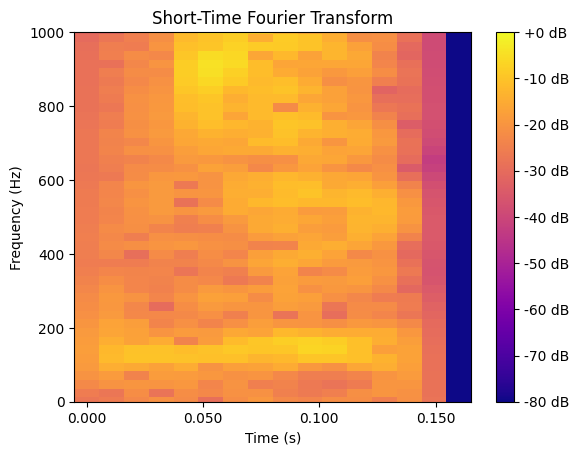 Short-Time Fourier Transform
1000
800
600
400
200
0
Frequency (Hz)
0.000
0.050
0.100
0.150
Time (s)
+0 dB
-10 dB
-20 dB
-30 dB
-40 dB
-50 dB
-60 dB
-70 dB
-80 dB